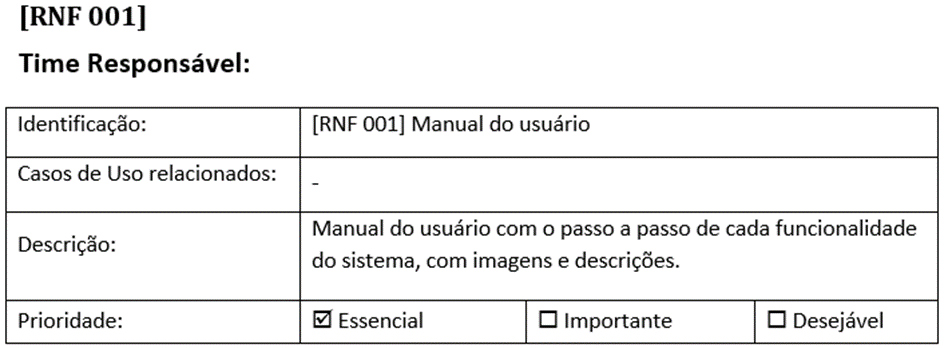 [RNF 001]
Time Responsável:
Identificação: [RNF 001] Manual do usuário
Casos de Uso relacionados: -
Descrição: Manual do usuário com o passo a passo de cada funcionalidade
do sistema, com imagens e descrições.
Prioridade: ☑ Essencial ☐ Importante ☐ Desejável